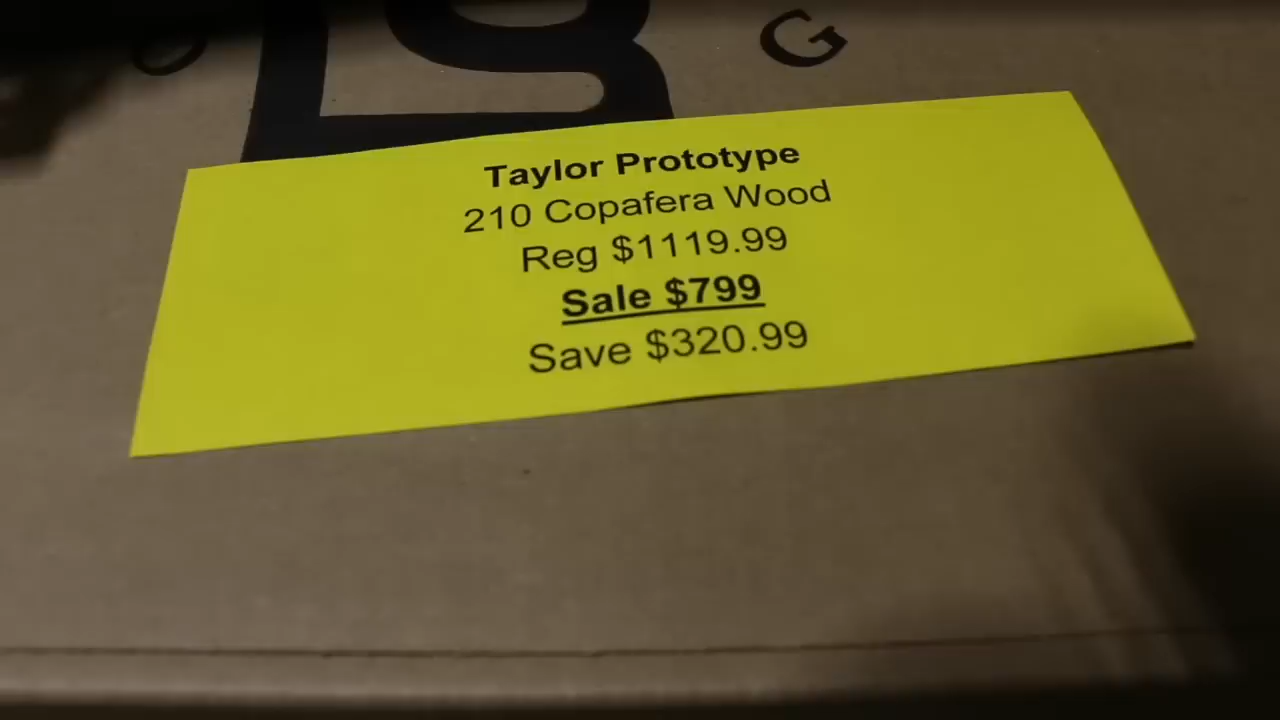 G
Taylor Prototype
210 Copafera Wood
Reg $1119.99
Sale $799
Save $320.99